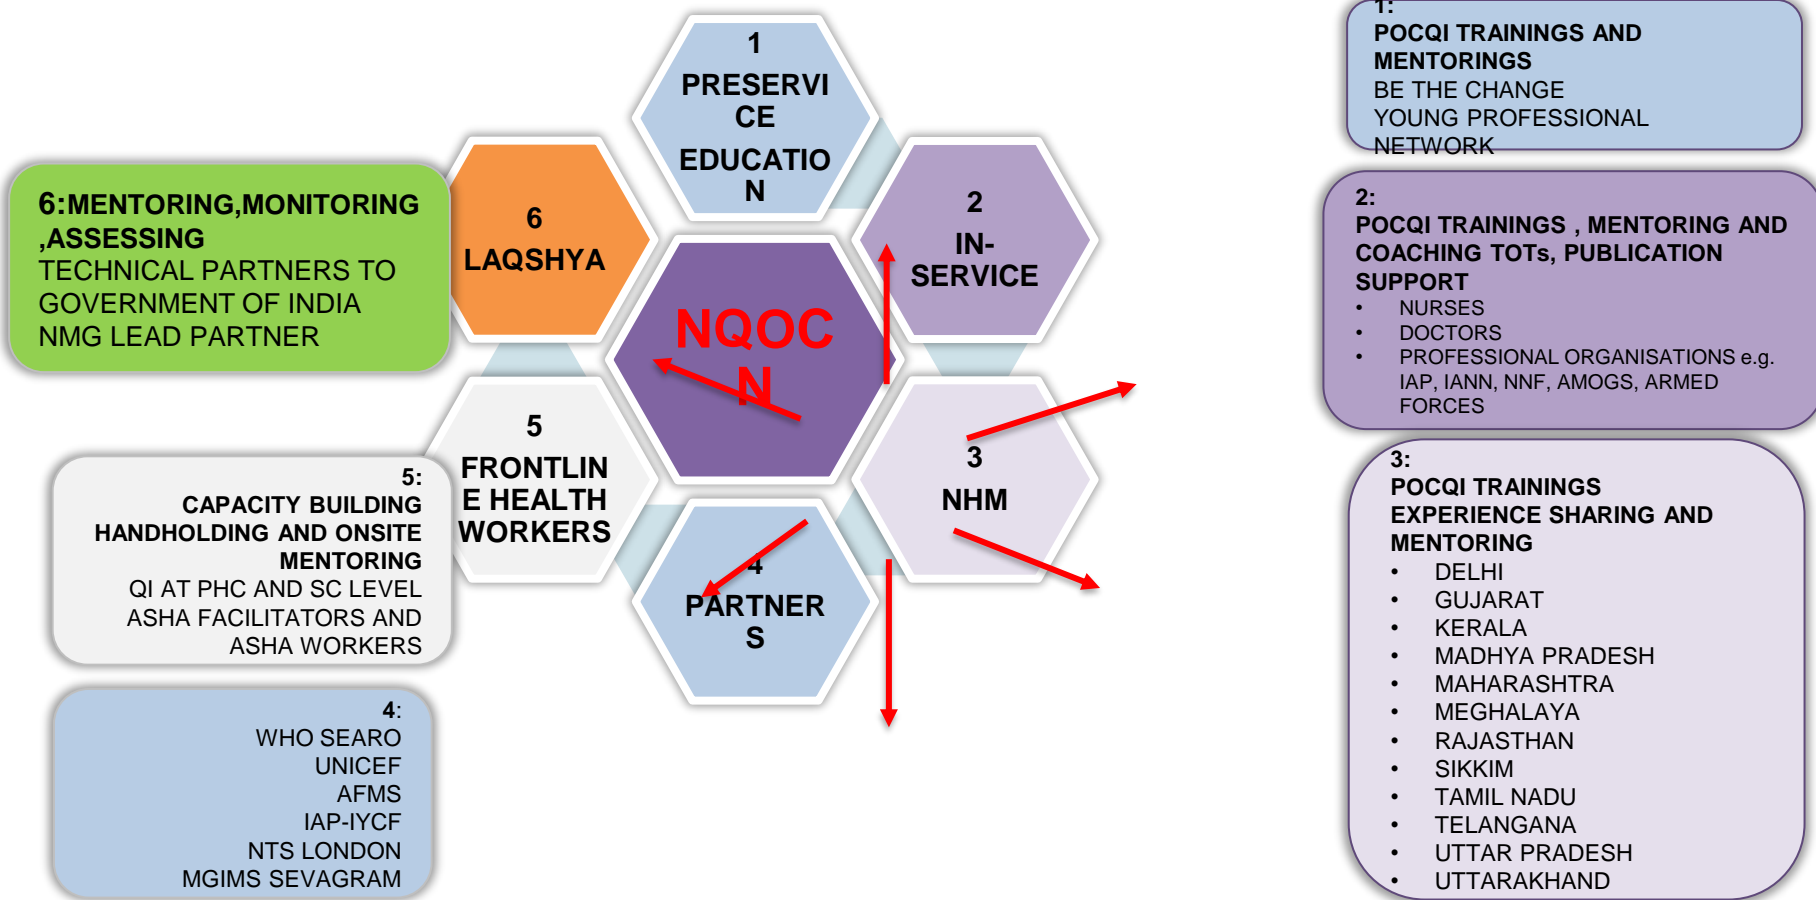 1
PRESERVI
CE
EDUCATIO
N
2
IN-
SERVICE
3
NHM
4
PARTNER
S
5
FRONTLIN
E HEALTH
WORKERS
6
LAQSHYA
NQOC
N
6:MENTORING,MONITORING
,ASSESSING
TECHNICAL PARTNERS TO
GOVERNMENT OF INDIA
NMG LEAD PARTNER
5:
CAPACITY BUILDING
HANDHOLDING AND ONSITE
MENTORING
QI AT PHC AND SC LEVEL
ASHA FACILITATORS AND
ASHA WORKERS
4:
WHO SEARO
UNICEF
AFMS
IAP-IYCF
NTS LONDON
MGIMS SEVAGRAM
1:
POCQI TRAININGS AND
MENTORINGS
BE THE CHANGE
YOUNG PROFESSIONAL
NETWORK
2:
POCQI TRAININGS , MENTORING AND
COACHING TOTs, PUBLICATION
SUPPORT
• NURSES
• DOCTORS
• PROFESSIONAL ORGANISATIONS e.g.
IAP, IANN, NNF, AMOGS, ARMED
FORCES
3:
POCQI TRAININGS
EXPERIENCE SHARING AND
MENTORING
• DELHI
• GUJARAT
• KERALA
• MADHYA PRADESH
• MAHARASHTRA
• MEGHALAYA
• RAJASTHAN
• SIKKIM
• TAMIL NADU
• TELANGANA
• UTTAR PRADESH
• UTTARAKHAND